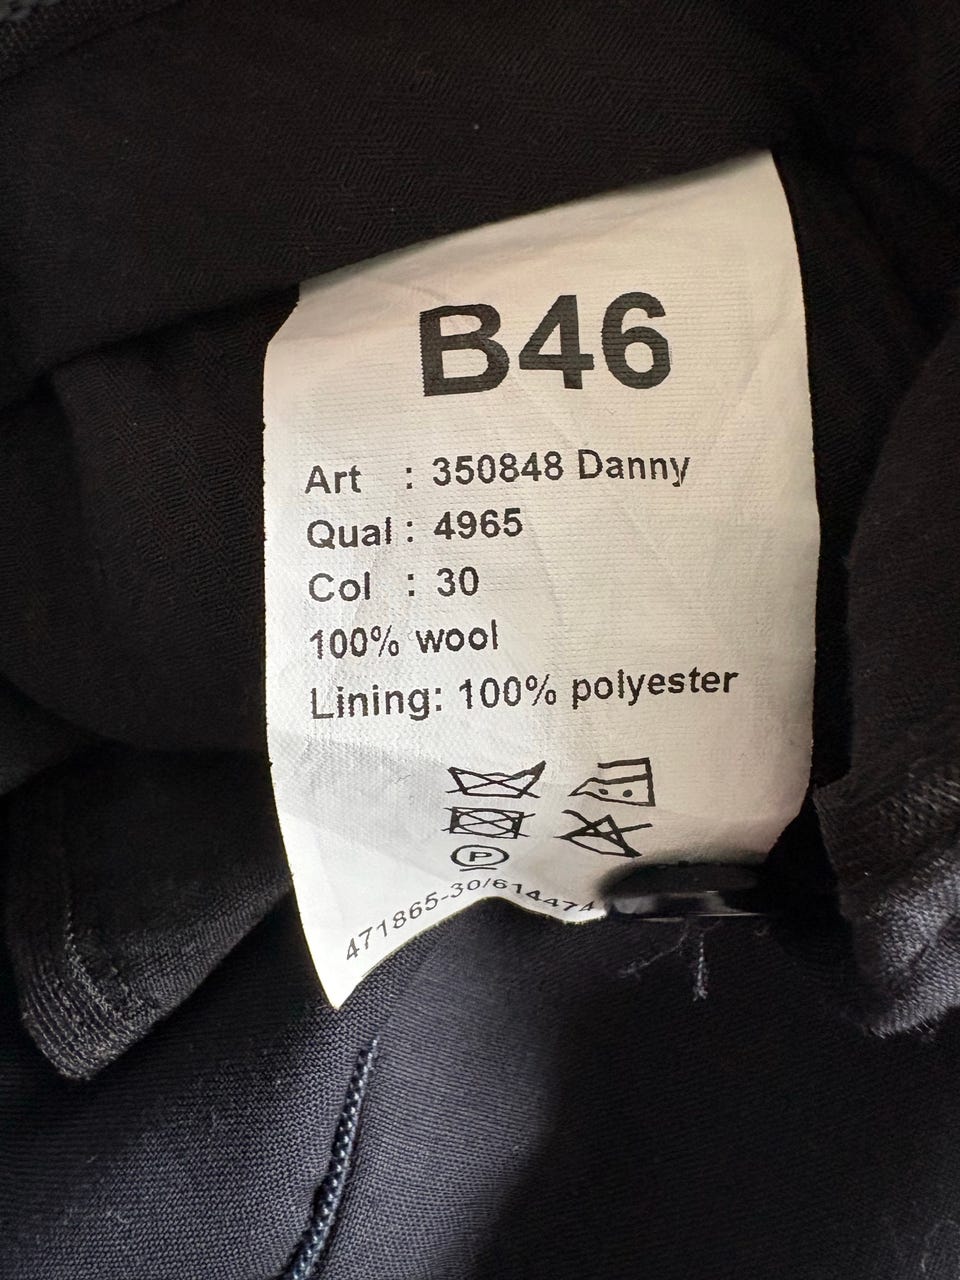 B46
Art : 350848 Danny
Qual : 4965
Col : 30
100% wool
Lining: 100% polyester
P
471865-30/614474